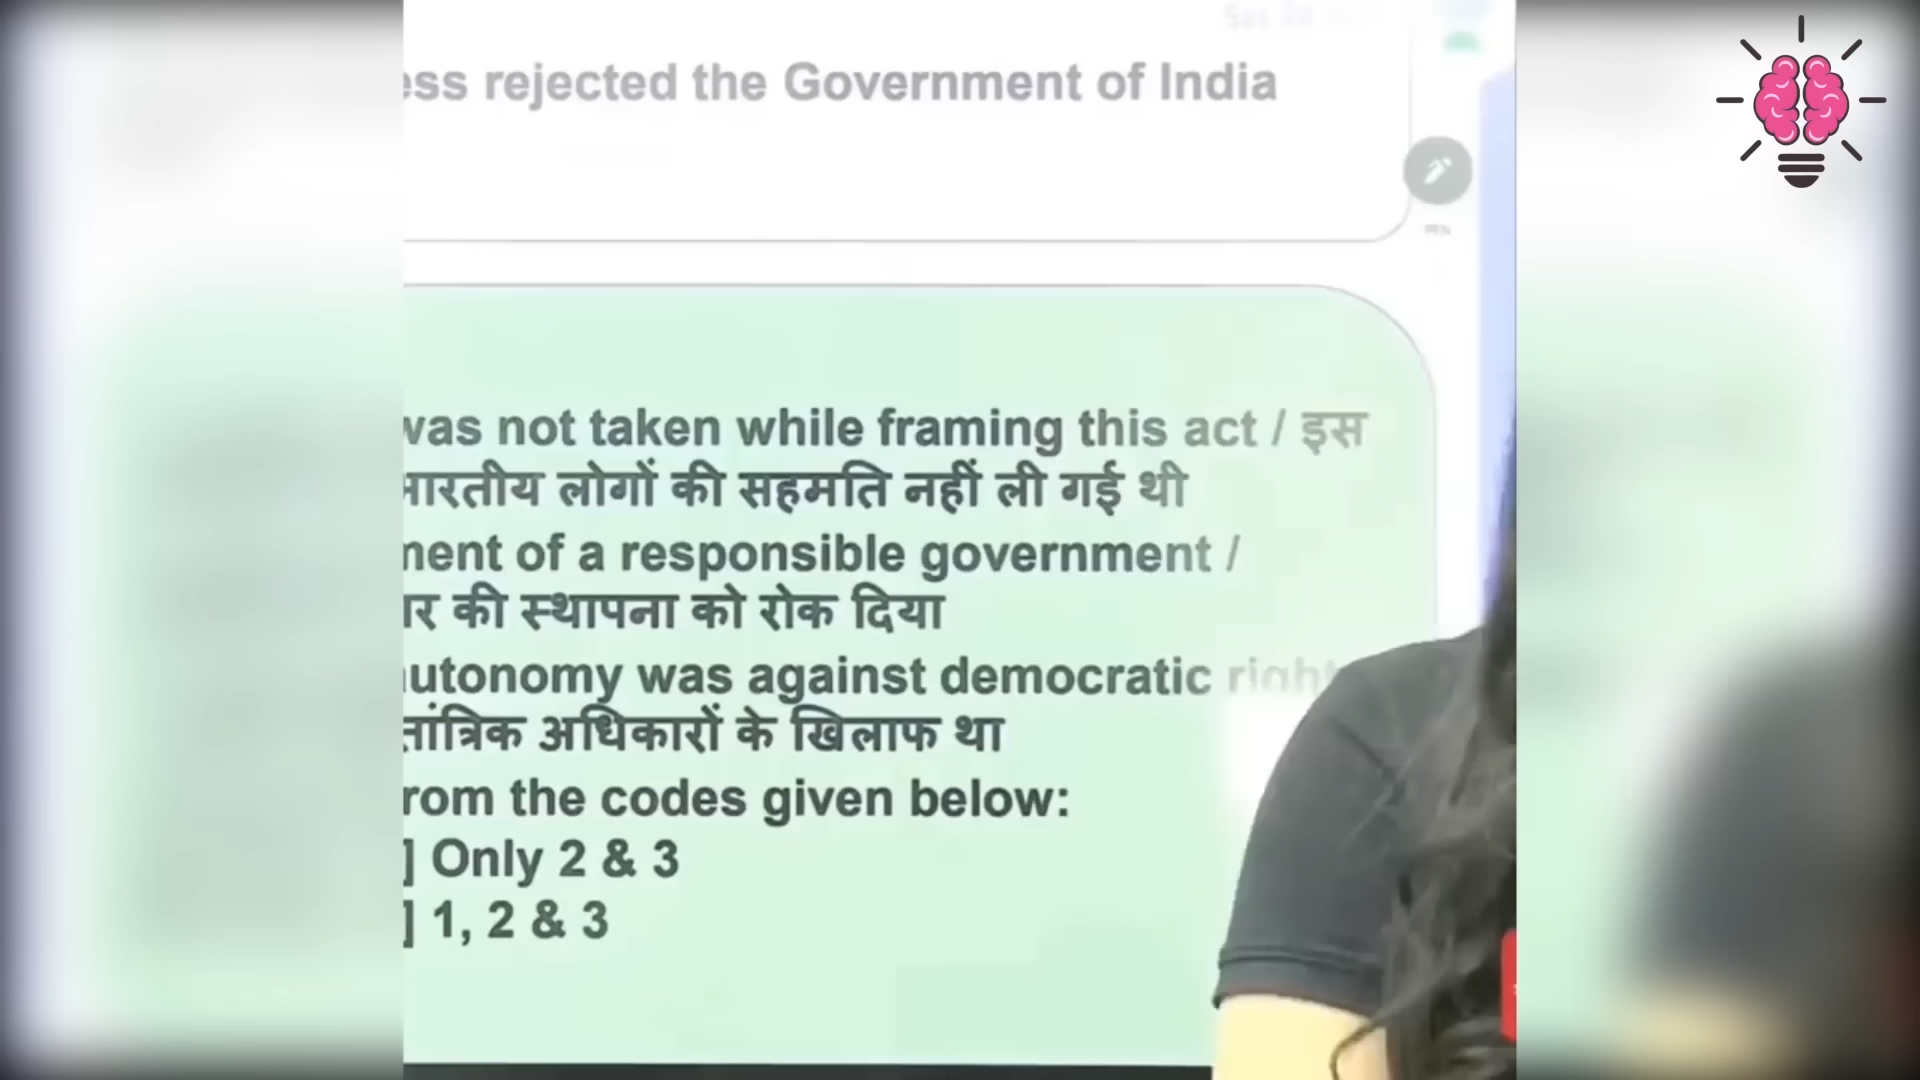 ess rejected the Government of India
was not taken while framing this act / इस
भारतीय लोगों की सहमति नहीं ली गई थी
ment of a responsible government /
ार की स्थापना को रोक दिया
utonomy was against democratic right
तांत्रिक अधिकारों के खिलाफ था
rom the codes given below:
] Only 2 & 3
] 1, 2 & 3